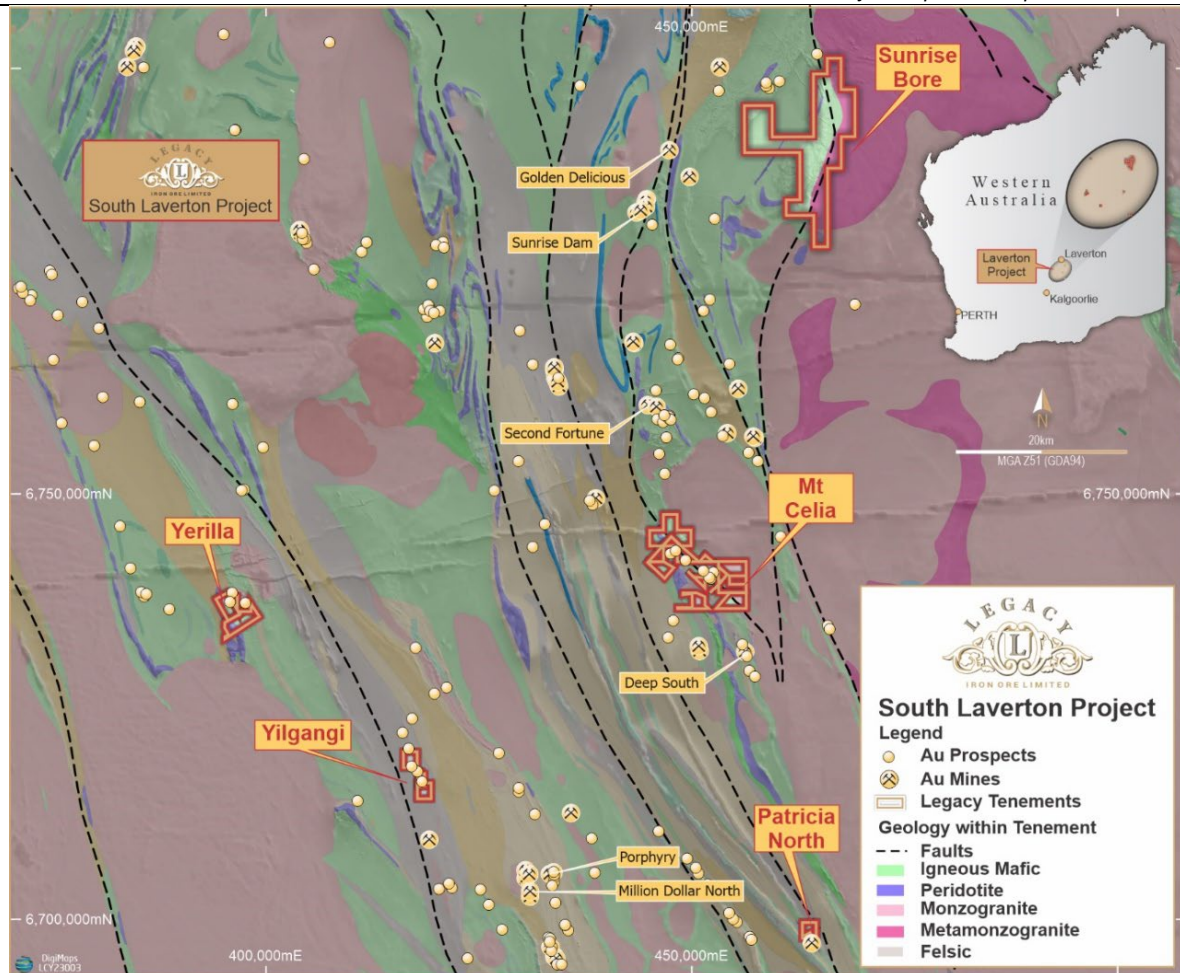 450,000mE
Sunrise
Bore
LEGACY
L
IRON ORE LIMITED
South Laverton Project
Golden Delicious
Sunrise Dam
Western
Australia
Laverton
Laverton
Project
Kalgoorlie
PERTH
Second Fortune
N
20km
MGA Z51 (GDA94)
6,750,000mN
6,750,000mN
Mt
Celia
Yerilla
Deep South
Yilgangi
Patricia
North
Porphyry
Million Dollar North
6,700,000mN
400,000mE
450,000mE
DigiMaps
LCY23003
LEGACY
L
IRON ORE LIMITED
South Laverton Project
Legend
Au Prospects
Au Mines
Legacy Tenements
Geology within Tenement
Faults
Igneous Mafic
Peridotite
Monzogranite
Metamonzogranite
Felsic